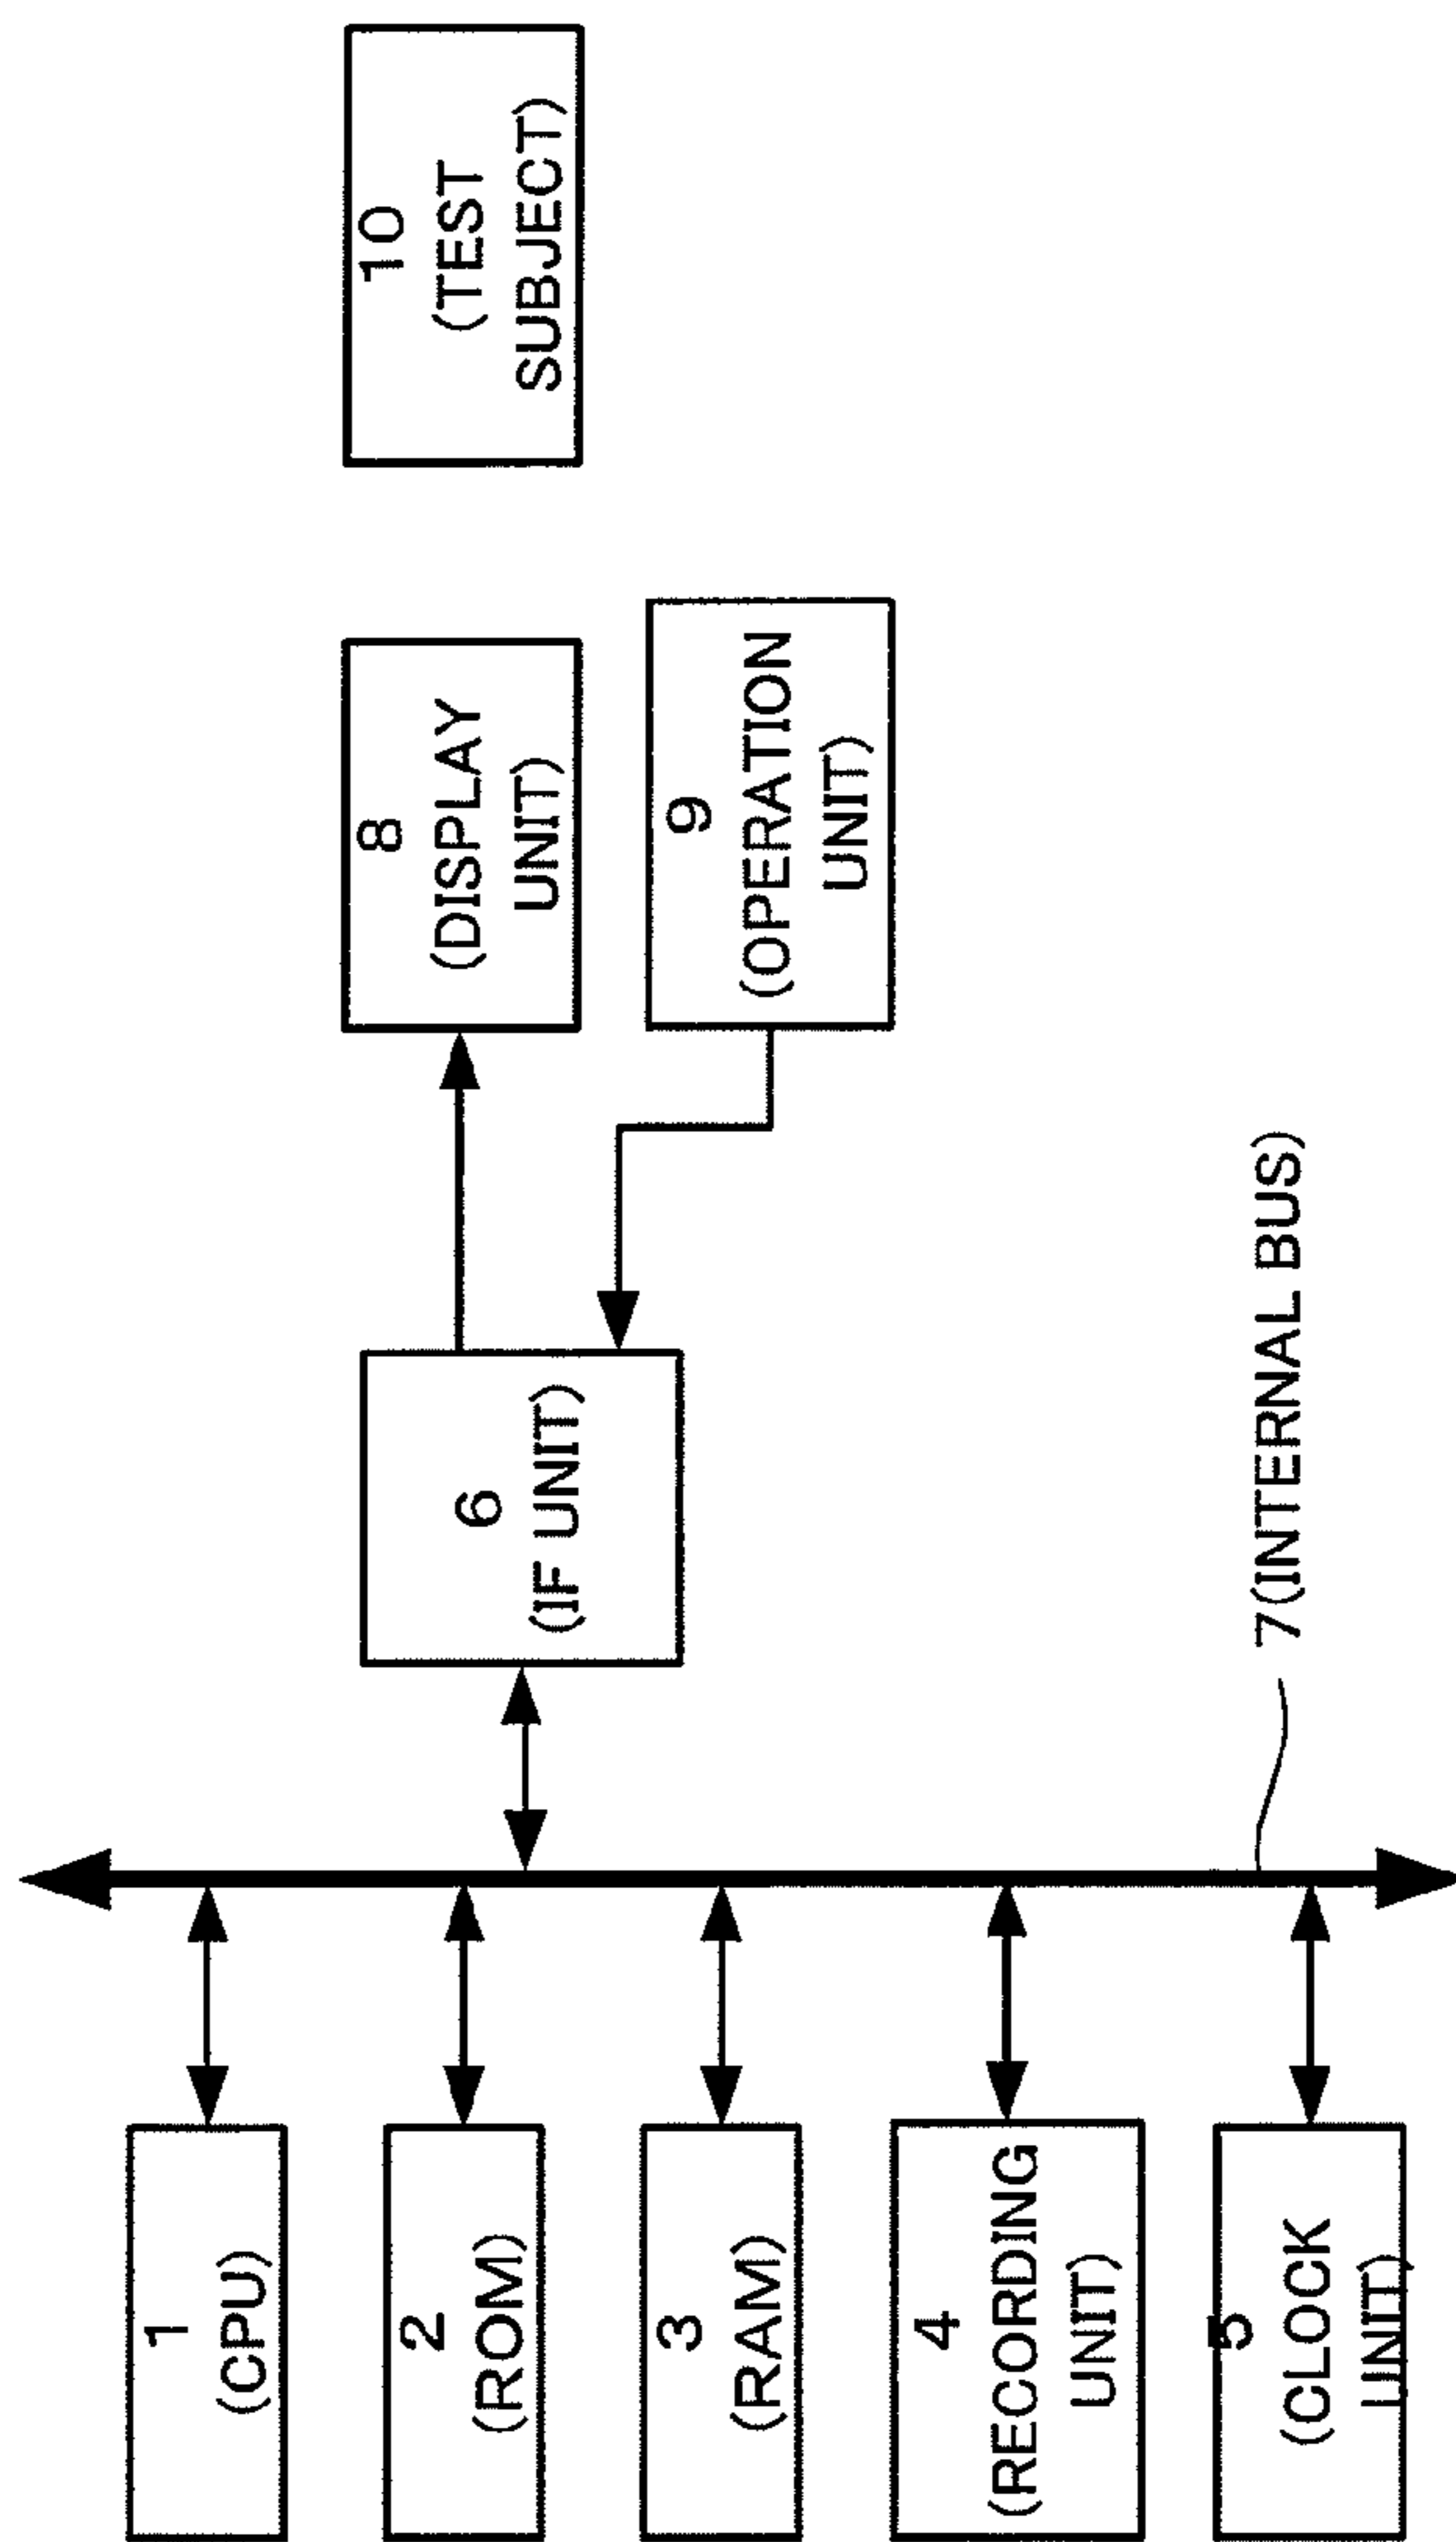 1
(CPU)
2
(ROM)
3
(RAM)
4
(RECORDING
UNIT)
5
(CLOCK
UNIT)
6
(IF UNIT)
7(INTERNAL BUS)
8
(DISPLAY
UNIT)
9
(OPERATION
UNIT)
10
(TEST
SUBJECT)